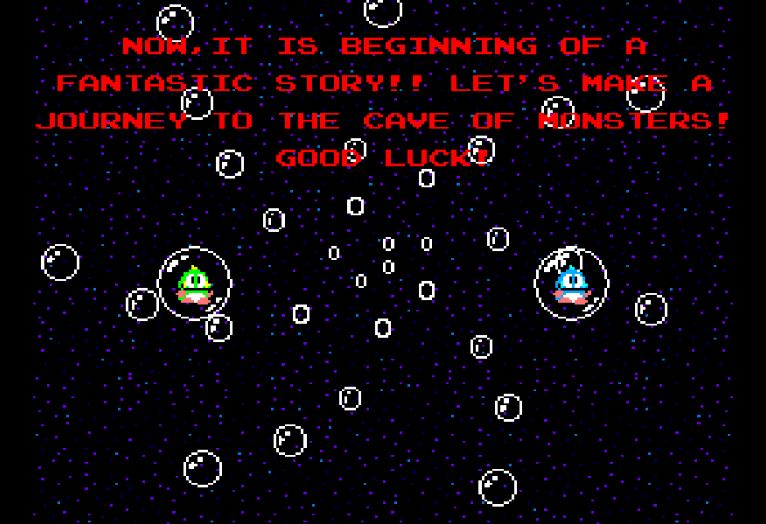 NOW,IT IS BEGINNING OF A
FANTASTIC STORY!! LET'S MAKE A
JOURNEY TO THE CAVE OF MONSTERS!
GOOD LUCK!